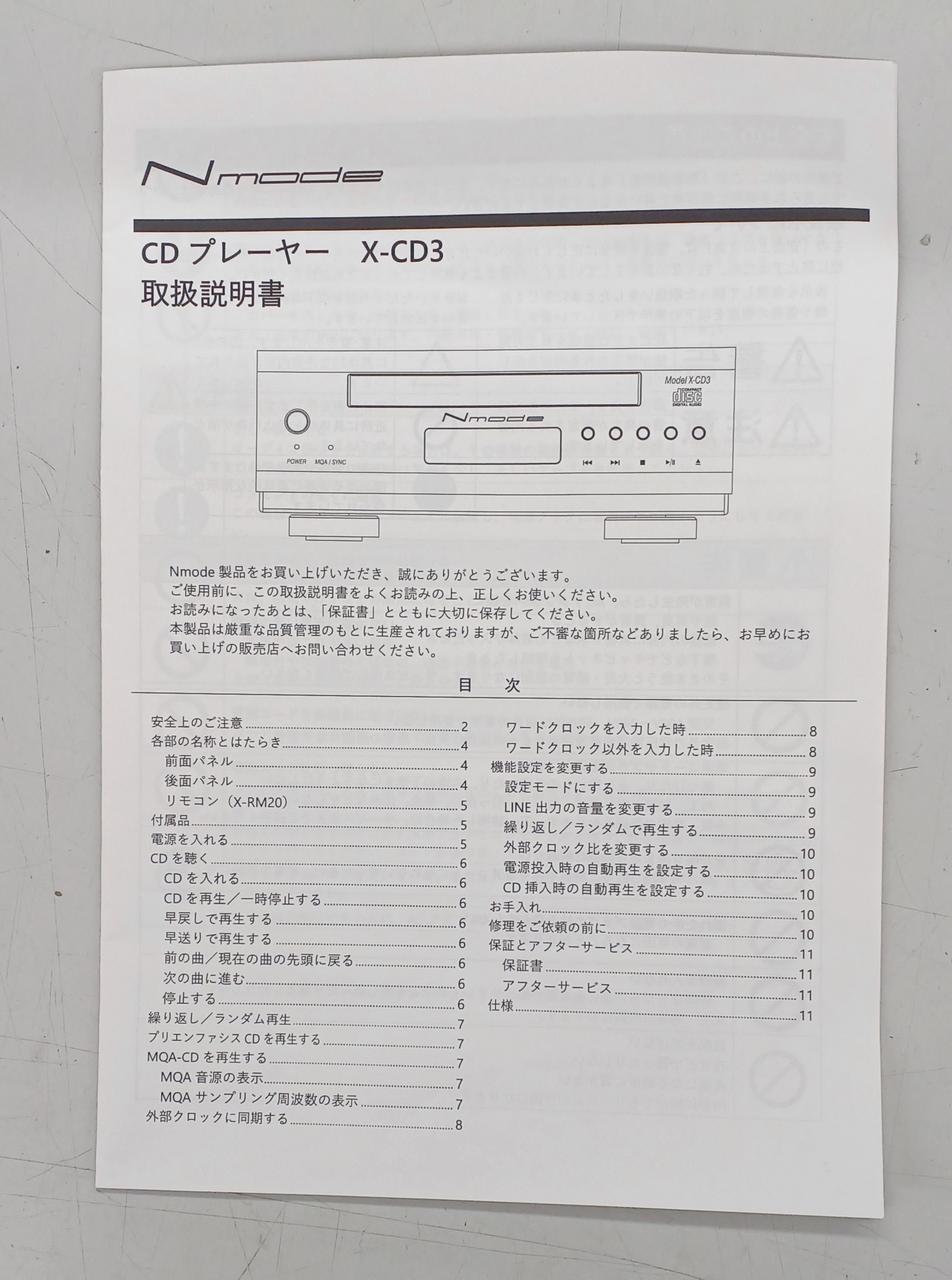 Nmode
CD プレーヤー　X-CD3
取扱説明書
Model X-CD3
COMPACT
disc
DIGITAL AUDIO
Nmode
POWER MQA / SYNC
Nmode 製品をお買い上げいただき、誠にありがとうございます。
ご使用前に、この取扱説明書をよくお読みの上、正しくお使いください。
お読みになったあとは、「保証書」とともに大切に保存してください。
本製品は厳重な品質管理のもとに生産されておりますが、ご不審な箇所などありましたら、お早めにお
買い上げの販売店へお問い合わせください。
目　次
安全上のご注意 2
各部の名称とはたらき 4
前面パネル 4
後面パネル 4
リモコン（X-RM20） 5
付属品 5
電源を入れる 5
CD を聴く 6
CD を入れる 6
CD を再生／一時停止する 6
早戻しで再生する 6
早送りで再生する 6
前の曲／現在の曲の先頭に戻る 6
次の曲に進む 6
停止する 6
繰り返し／ランダム再生 7
プリエンファシス CD を再生する 7
MQA-CD を再生する 7
MQA 音源の表示 7
MQA サンプリング周波数の表示 7
外部クロックに同期する 8
ワードクロックを入力した時 8
ワードクロック以外を入力した時 8
機能設定を変更する 9
設定モードにする 9
LINE 出力の音量を変更する 9
繰り返し／ランダムで再生する 9
外部クロック比を変更する 10
電源投入時の自動再生を設定する 10
CD 挿入時の自動再生を設定する 10
お手入れ 10
修理をご依頼の前に 10
保証とアフターサービス 11
保証書 11
アフターサービス 11
仕様 11